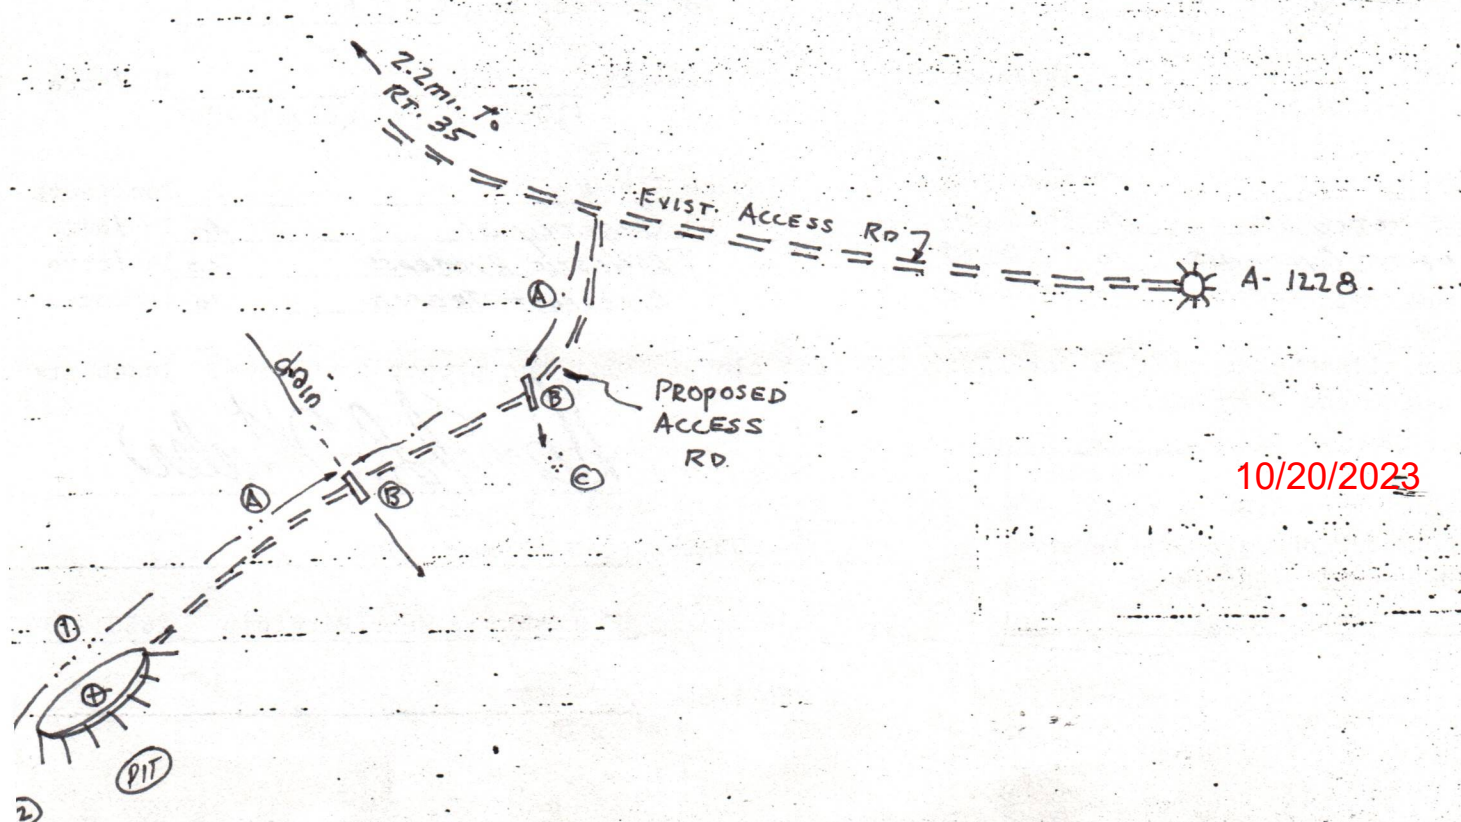 2.2mi. to
RT. 35
EXIST. ACCESS RD
A- 1228.
A
drain
B
PROPOSED
ACCESS
RD.
C
10/20/2023
A
B
1
+
PIT
2